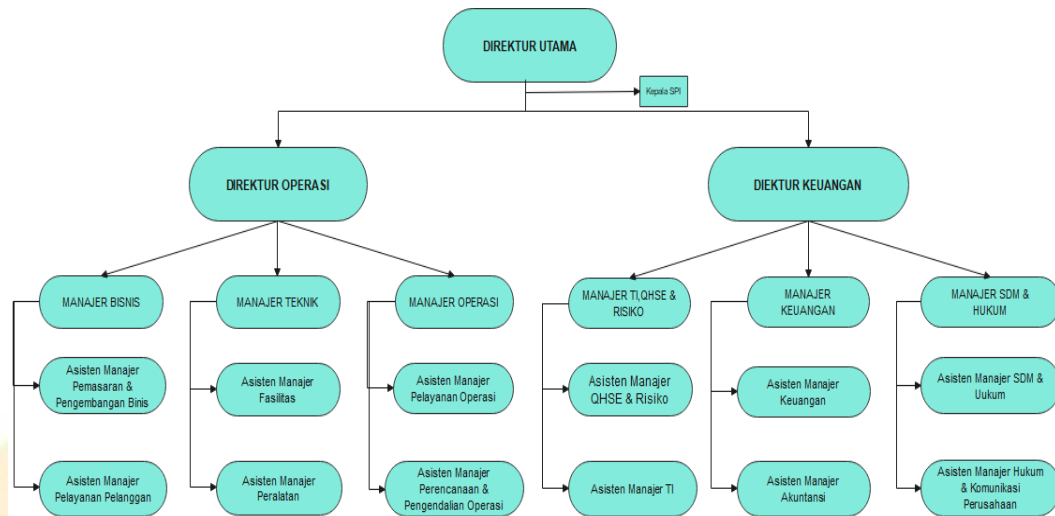 DIREKTUR UTAMA
Kepala SPI
DIREKTUR OPERASI
DIEKTUR KEUANGAN
MANAJER BISNIS
MANAJER TEKNIK
MANAJER OPERASI
MANAJER TI,QHSE &
RISIKO
MANAJER
KEUANGAN
MANAJER SDM &
HUKUM
Asisten Manajer
Pemasaran &
Pengembangan Binis
Asisten Manajer
Fasilitas
Asisten Manajer
Pelayanan Operasi
Asisten Manajer
QHSE & Risiko
Asisten Manajer
Keuangan
Asisten Manajer SDM &
Uukum
Asisten Manajer
Pelayanan Pelanggan
Asisten Manajer
Peralatan
Asisten Manajer
Perencanaan &
Pengendalian Operasi
Asisten Manajer TI
Asisten Manajer
Akuntansi
Asisten Manajer Hukum
& Komunikasi
Perusahaan